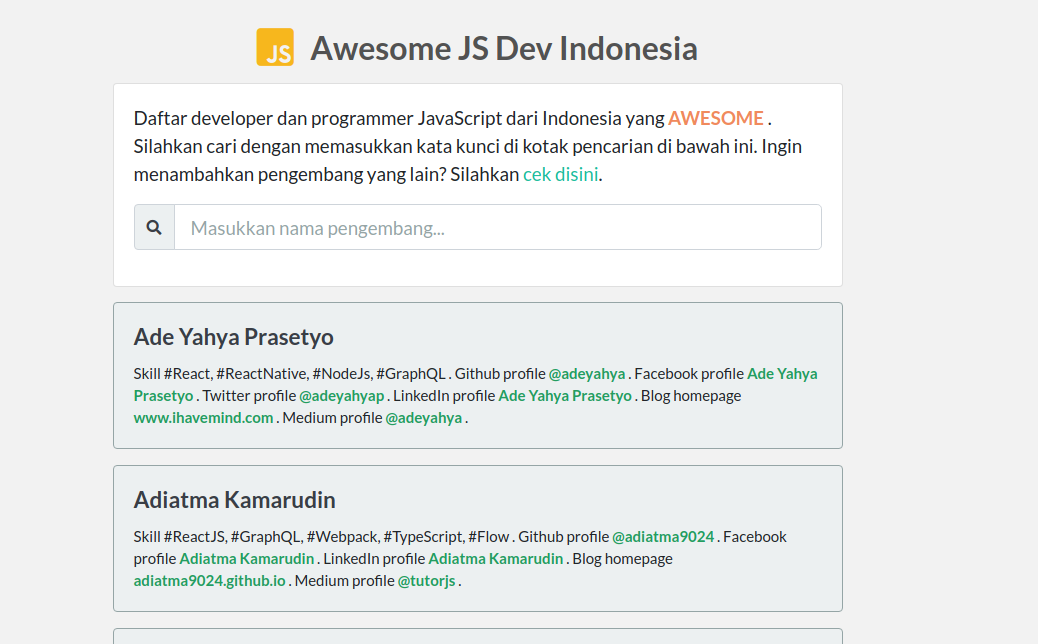 JS Awesome JS Dev Indonesia
Daftar developer dan programmer JavaScript dari Indonesia yang AWESOME .
Silahkan cari dengan memasukkan kata kunci di kotak pencarian di bawah ini. Ingin
menambahkan pengembang yang lain? Silahkan cek disini.
Masukkan nama pengembang...
Ade Yahya Prasetyo
Skill #React, #ReactNative, #NodeJs, #GraphQL . Github profile @adeyahya . Facebook profile Ade Yahya
Prasetyo . Twitter profile @adeyahyap . LinkedIn profile Ade Yahya Prasetyo . Blog homepage
www.ihavemind.com . Medium profile @adeyahya .
Adiatma Kamarudin
Skill #ReactJS, #GraphQL, #Webpack, #TypeScript, #Flow . Github profile @adiatma9024 . Facebook
profile Adiatma Kamarudin . LinkedIn profile Adiatma Kamarudin . Blog homepage
adiatma9024.github.io . Medium profile @tutorjs .